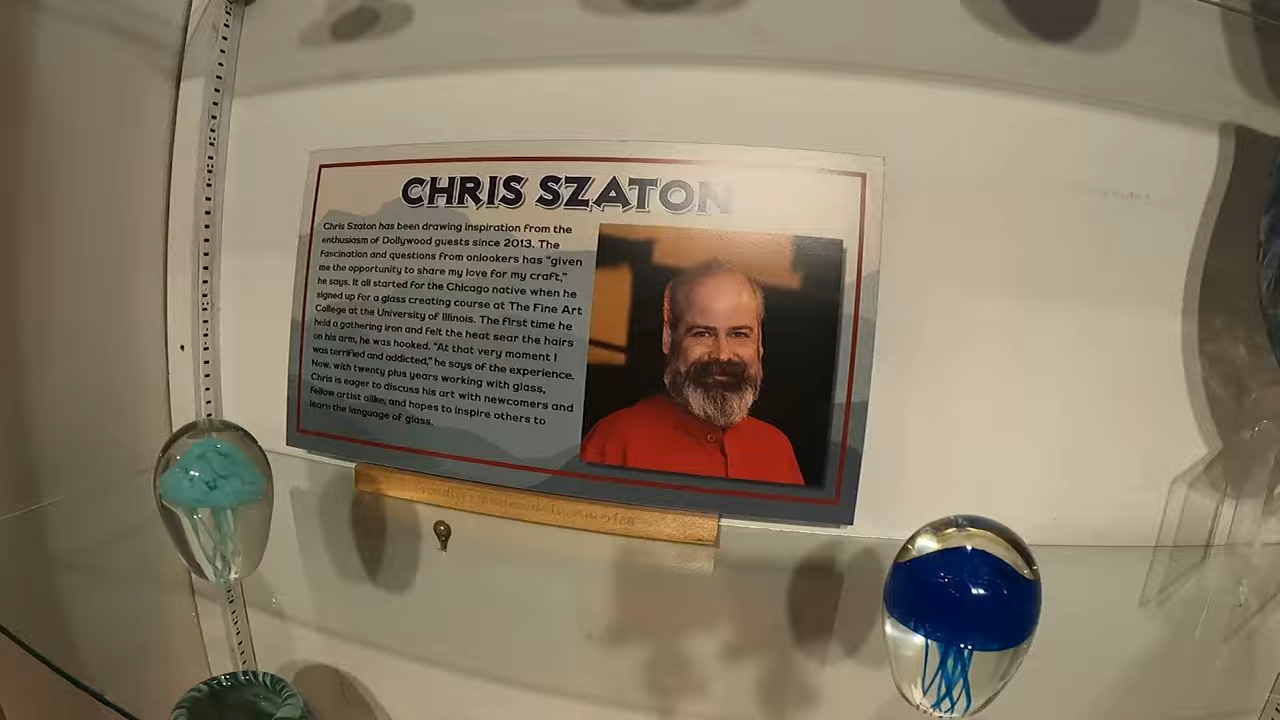 CHRIS SZATON
Chris Szaton has been drawing inspiration from the
enthusiasm of Dollywood guests since 2013. The
fascination and questions from onlookers has "given
me the opportunity to share my love for my craft,"
he says. It all started for the Chicago native when he
signed up for a glass creating course at The Fine Art
College at the University of Illinois. The first time he
held a gathering iron and felt the heat sear the hairs
on his arm, he was hooked. "At that very moment I
was terrified and addicted," he says of the experience.
Now, with twenty plus years working with glass,
Chris is eager to discuss his art with newcomers and
fellow artist alike, and hopes to inspire others to
learn the language of glass.
Proudly Handmade In America